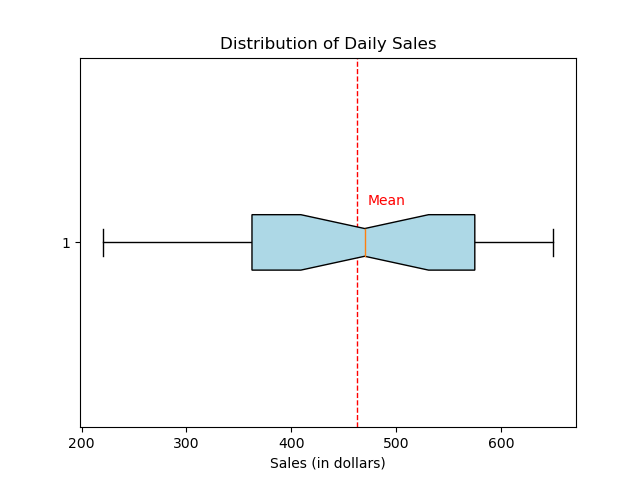 Distribution of Daily Sales
Mean
1
200 300 400 500 600
Sales (in dollars)